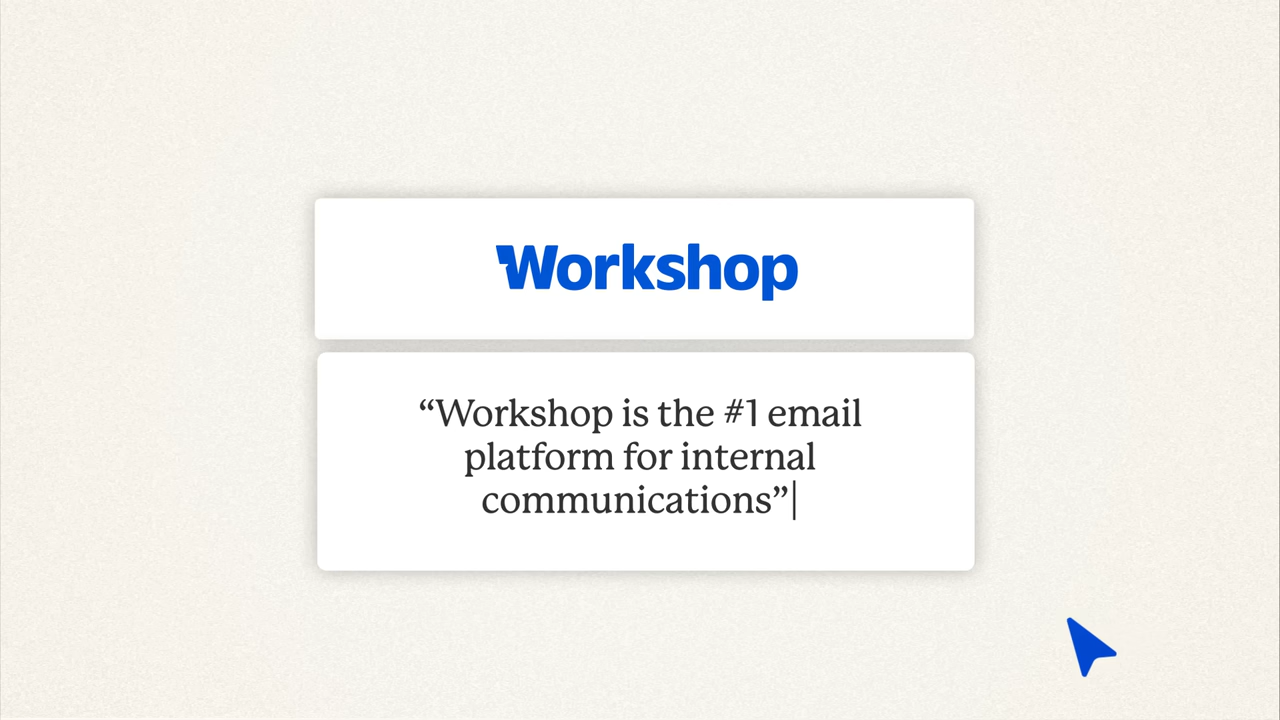 Workshop
“Workshop is the #1 email
platform for internal
communications”